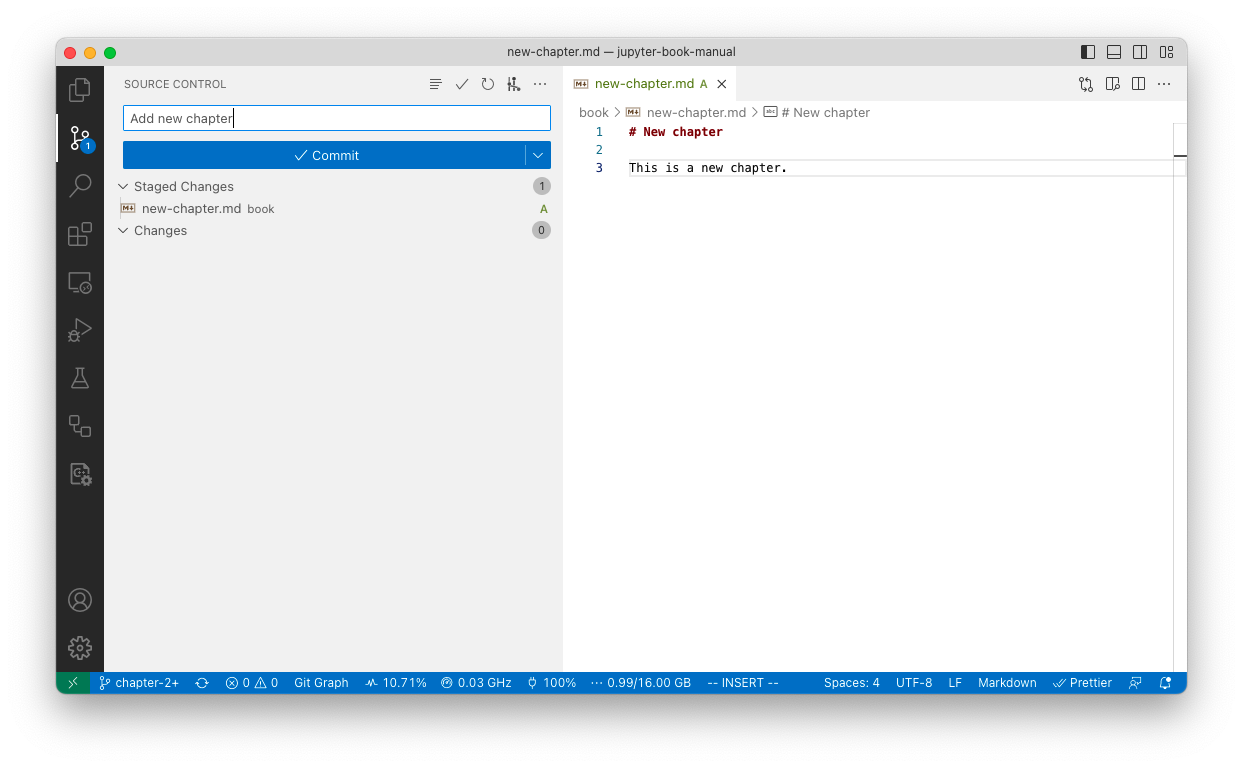 new-chapter.md — jupyter-book-manual
SOURCE CONTROL
Add new chapter
Commit
Staged Changes 1
new-chapter.md book A
Changes 0
1
new-chapter.md A
book > new-chapter.md > # New chapter
1 # New chapter
2
3 This is a new chapter.
chapter-2+ 0 0 Git Graph 10.71% 0.03 GHz 100% 0.99/16.00 GB -- INSERT -- Spaces: 4 UTF-8 LF Markdown Prettier